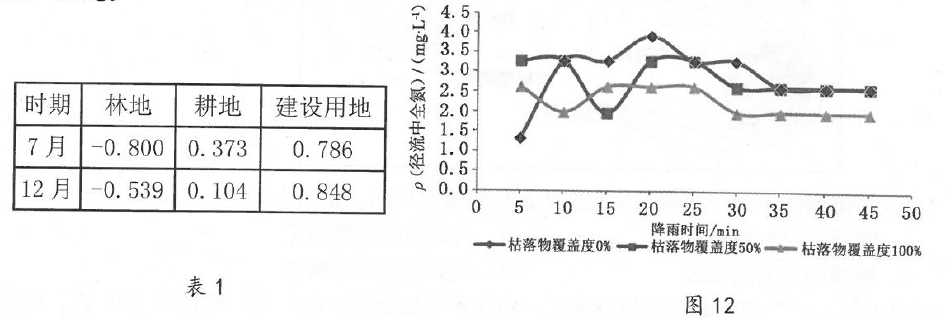 时期 林地 耕地 建设用地
7月 -0.800 0.373 0.786
12月 -0.539 0.104 0.848
表1
ρ(径流中全氮)/(mg·L⁻¹)
4.5
4.0
3.5
3.0
2.5
2.0
1.5
1.0
0.5
0.0
5 10 15 20 25 30 35 40 45 50
降雨时间/min
枯落物覆盖度0% 枯落物覆盖度50% 枯落物覆盖度100%
图12